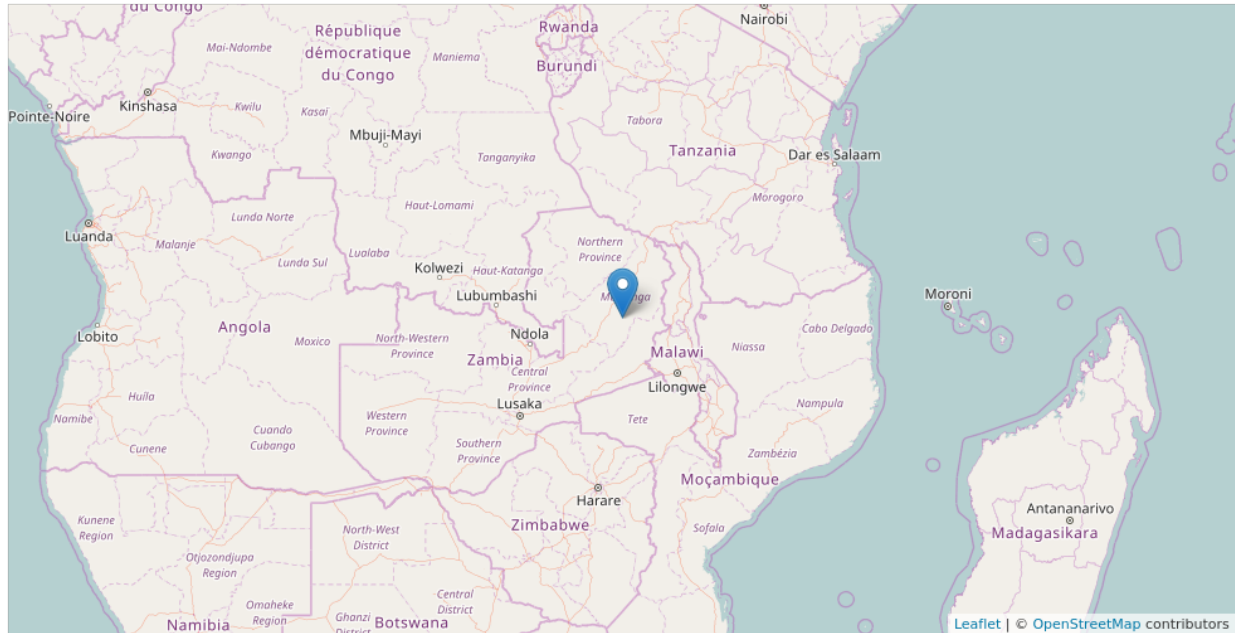 du Congo
Nairobi
Rwanda
République
démocratique
du Congo
Mai-Ndombe
Maniema
Burundi
Kinshasa
Pointe-Noire
Kwilu
Kasaï
Tabora
Mbuji-Mayi
Tanzania
Dar es Salaam
Kwango
Tanganyika
Morogoro
Haut-Lomami
Lunda Norte
Luanda
Malanje
Northern
Province
Lualaba
Lunda Sul
Kolwezi
Haut-Katanga
Lubumbashi
Moroni
Angola
Lobito
Moxico
Ndola
North-Western
Province
Zambia
Cabo Delgado
Malawi
Niassa
Central
Province
Lilongwe
Huíla
Namibe
Lusaka
Western
Province
Tete
Nampula
Cuando
Cubango
Cunene
Southern
Province
Zambézia
Moçambique
Harare
Antananarivo
Kunene
Region
North-West
District
Zimbabwe
Sofala
Madagasikara
Otjozondjupa
Region
Central
District
Omaheke
Region
Ghanzi
Botswana
Namibia
Leaflet | © OpenStreetMap contributors